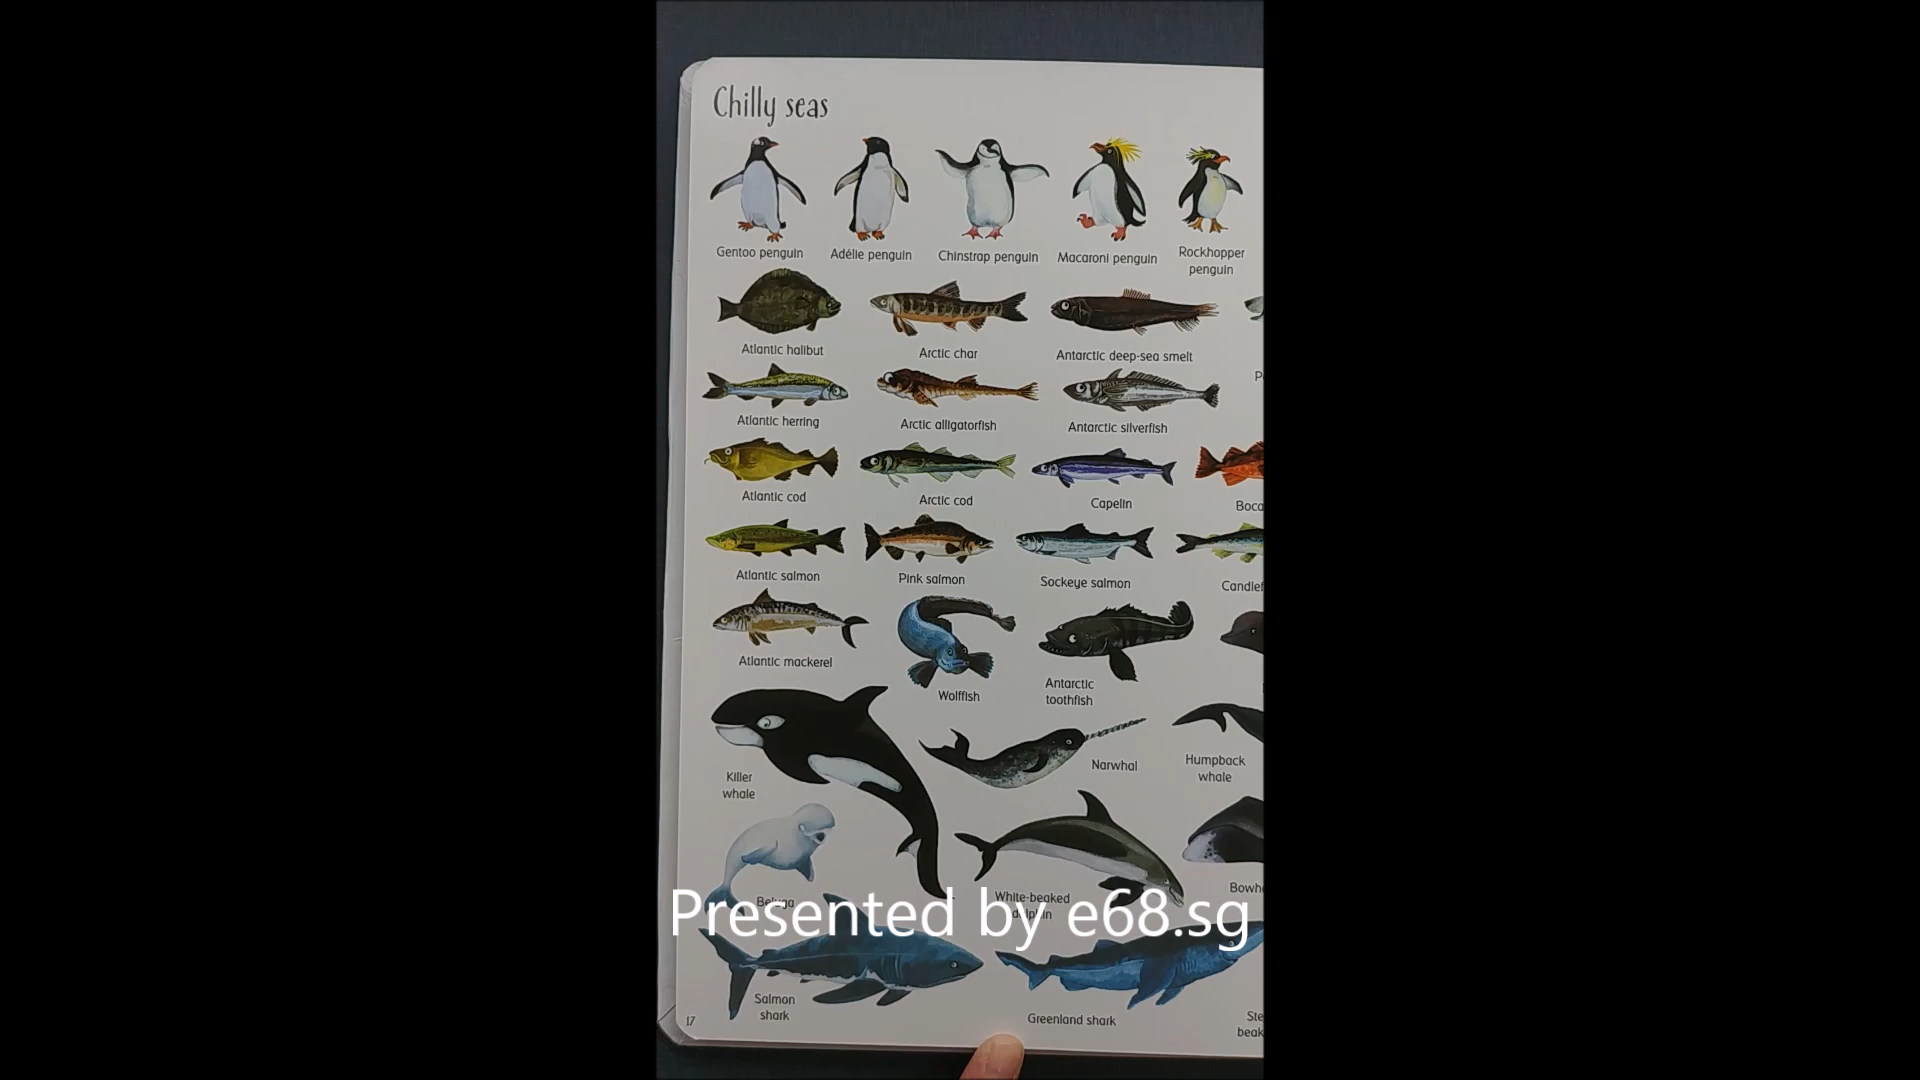 Chilly seas
Gentoo penguin
Adélie penguin
Chinstrap penguin
Macaroni penguin
Rockhopper
penguin
Atlantic halibut
Arctic char
Antarctic deep-sea smelt
Atlantic herring
Arctic alligatorfish
Antarctic silverfish
Atlantic cod
Arctic cod
Capelin
Atlantic salmon
Pink salmon
Sockeye salmon
Atlantic mackerel
Wolffish
Antarctic
toothfish
Killer
whale
Narwhal
Humpback
whale
Beluga
White-beaked
dolphin
Presented by e68.sg
Salmon
shark
Greenland shark
17